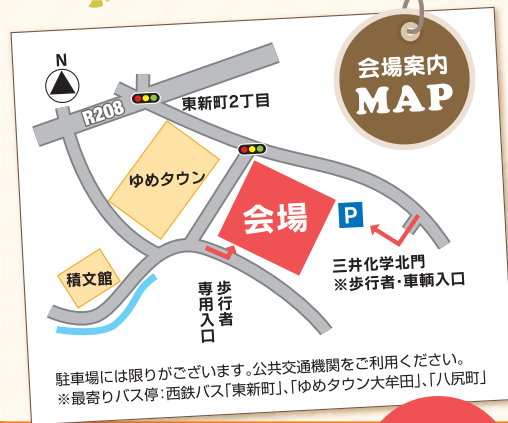 会場案内
MAP
N
R208
東新町2丁目
ゆめタウン
会場
P
積文館
歩行者
専用入口
三井化学北門
※歩行者・車輌入口
駐車場には限りがございます。公共交通機関をご利用ください。
※最寄りバス停：西鉄バス「東新町」、「ゆめタウン大牟田」、「八尻町」